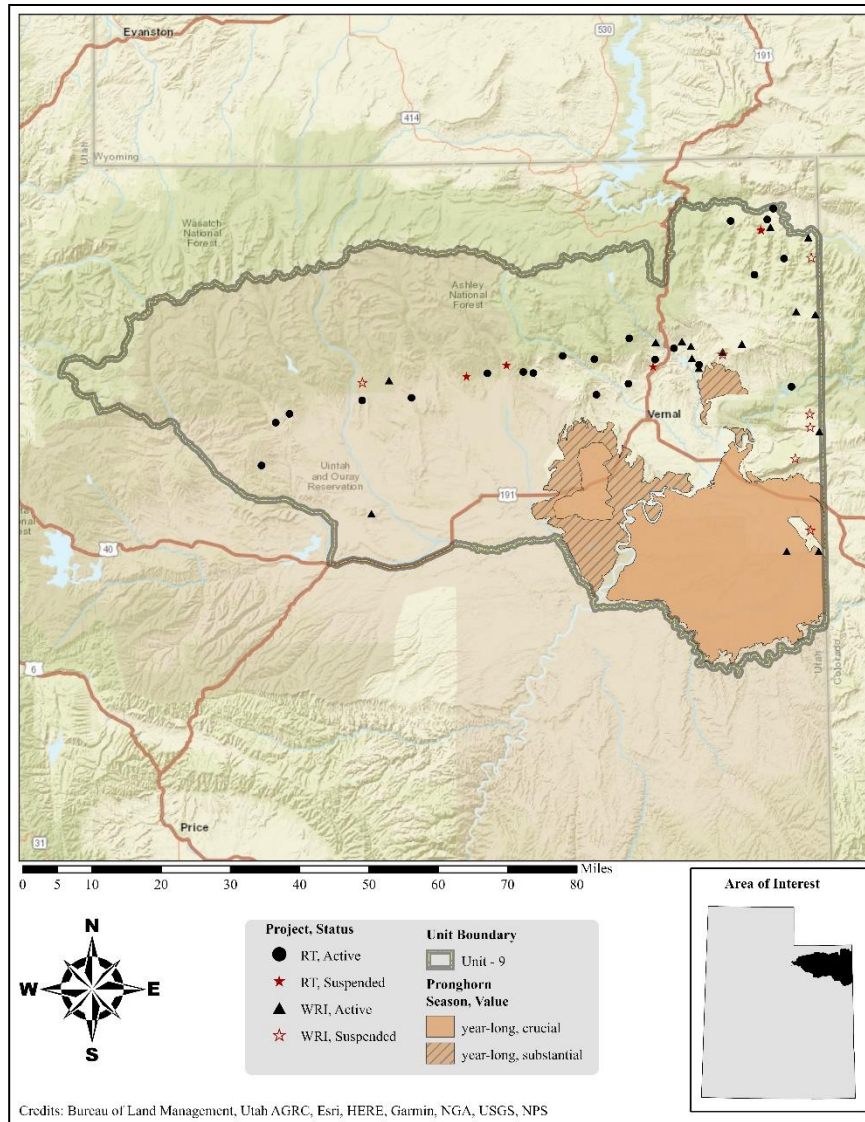 Evanston
530
191
414
Utah
Wyoming
Wasatch
National
Forest
Ashley
National
Forest
Vernal
Uintah
and Ouray
Reservation
191
40
6
Utah
Colorado
Price
31
0 5 10 20 30 40 50 60 70 80 Miles
Area of Interest
N
W E
S
Project, Status
RT, Active
RT, Suspended
WRI, Active
WRI, Suspended
Unit Boundary
Unit - 9
Pronghorn
Season, Value
year-long, crucial
year-long, substantial
Credits: Bureau of Land Management, Utah AGRC, Esri, HERE, Garmin, NGA, USGS, NPS